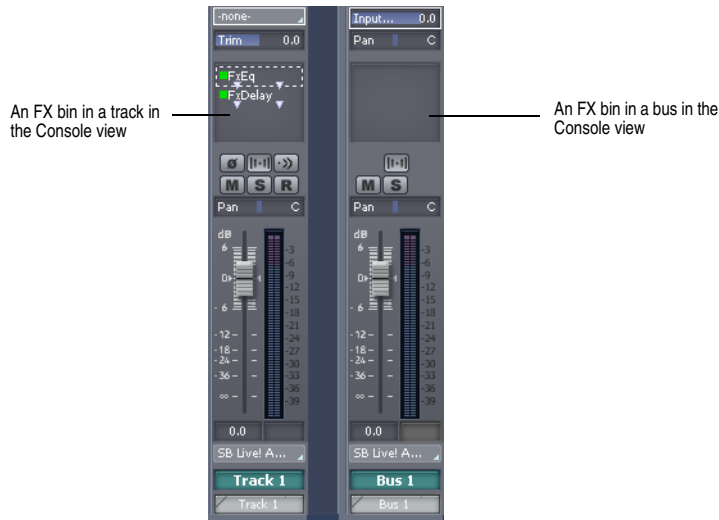 An FX bin in a track in
the Console view
-none-
Trim 0.0
FxEq
FxDelay
M S R
Pan C
dB
6
0
-6
-12
-18
-24
-36
∞
-3
-6
-9
-12
-15
-18
-21
-24
-27
-30
-33
-36
-39
0.0
SB Live! A...
Track 1
Track 1
Input... 0.0
Pan C
M S
Pan C
dB
6
0
-6
-12
-18
-24
-36
∞
-3
-6
-9
-12
-15
-18
-21
-24
-27
-30
-33
-36
-39
0.0
SB Live! A...
Bus 1
Bus 1
An FX bin in a bus in the
Console view